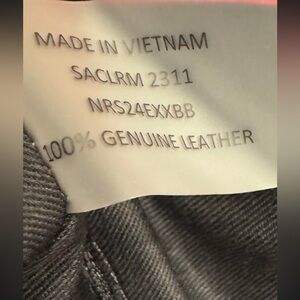 MADE IN VIETNAM
SACLRM 2311
NRS24EXXBB
100% GENUINE LEATHER